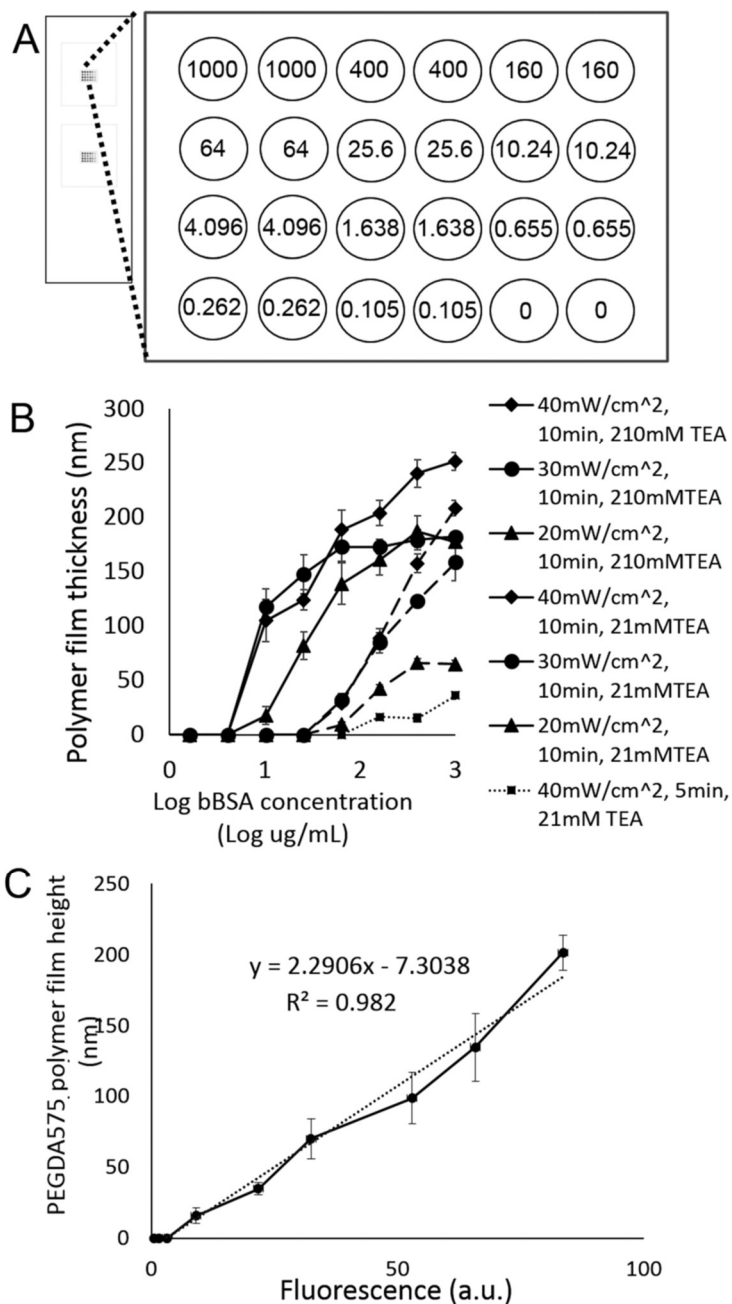 A
1000 1000 400 400 160 160
64 64 25.6 25.6 10.24 10.24
4.096 4.096 1.638 1.638 0.655 0.655
0.262 0.262 0.105 0.105 0 0
B
Polymer film thickness (nm)
300
250
200
150
100
50
0
0 1 2 3
Log bBSA concentration
(Log ug/mL)
40mW/cm^2,
10min, 210mM TEA
30mW/cm^2,
10min, 210mMTEA
20mW/cm^2,
10min, 210mMTEA
40mW/cm^2,
10min, 21mMTEA
30mW/cm^2,
10min, 21mMTEA
20mW/cm^2,
10min, 21mMTEA
40mW/cm^2, 5min,
21mM TEA
C
PEGDA575 polymer film height
(nm)
250
200
150
100
50
0
y = 2.2906x - 7.3038
R² = 0.982
0 50 100
Fluorescence (a.u.)